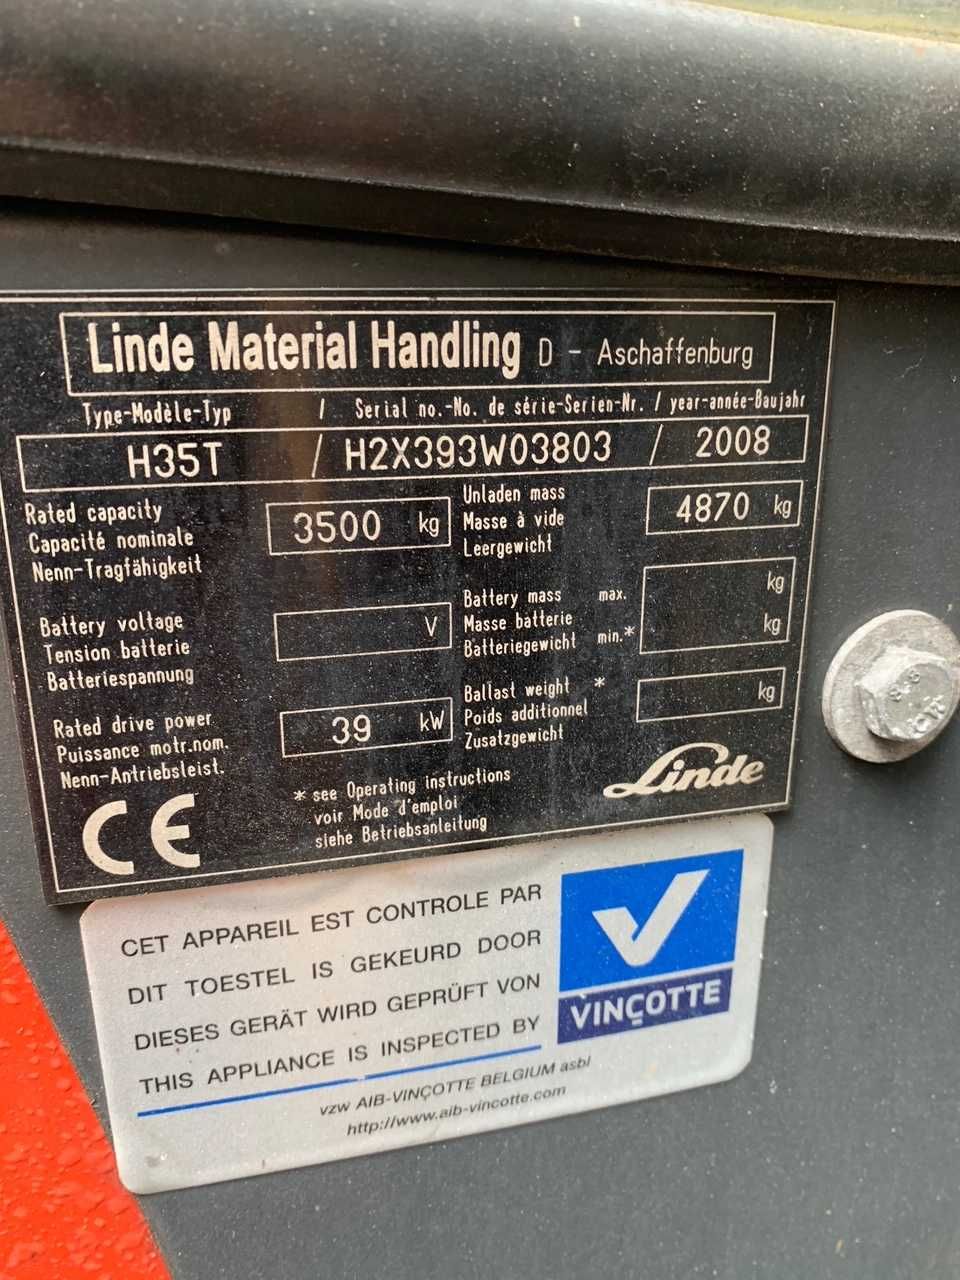 Linde Material Handling D - Aschaffenburg
Type-Modèle-Typ / Serial no.-No. de série-Serien-Nr. / year-année-Baujahr
H35T / H2X393W03803 / 2008
Rated capacity
Capacité nominale
Nenn-Tragfähigkeit
3500 kg
Unladen mass
Masse à vide
Leergewicht
4870 kg
Battery voltage
Tension batterie
Batteriespannung
V
Battery mass max.
Masse batterie
Batteriegewicht min.*
kg
kg
Rated drive power
Puissance motr.nom.
Nenn-Antriebsleist.
39 kW
Ballast weight *
Poids additionnel
Zusatzgewicht
kg
* see Operating instructions
voir Mode d'emploi
siehe Betriebsanleitung
Linde
CE
CET APPAREIL EST CONTROLE PAR
DIT TOESTEL IS GEKEURD DOOR
DIESES GERÄT WIRD GEPRÜFT VON
THIS APPLIANCE IS INSPECTED BY
VINÇOTTE
vzw AIB-VINÇOTTE BELGIUM asbl
http://www.aib-vincotte.com
8·8